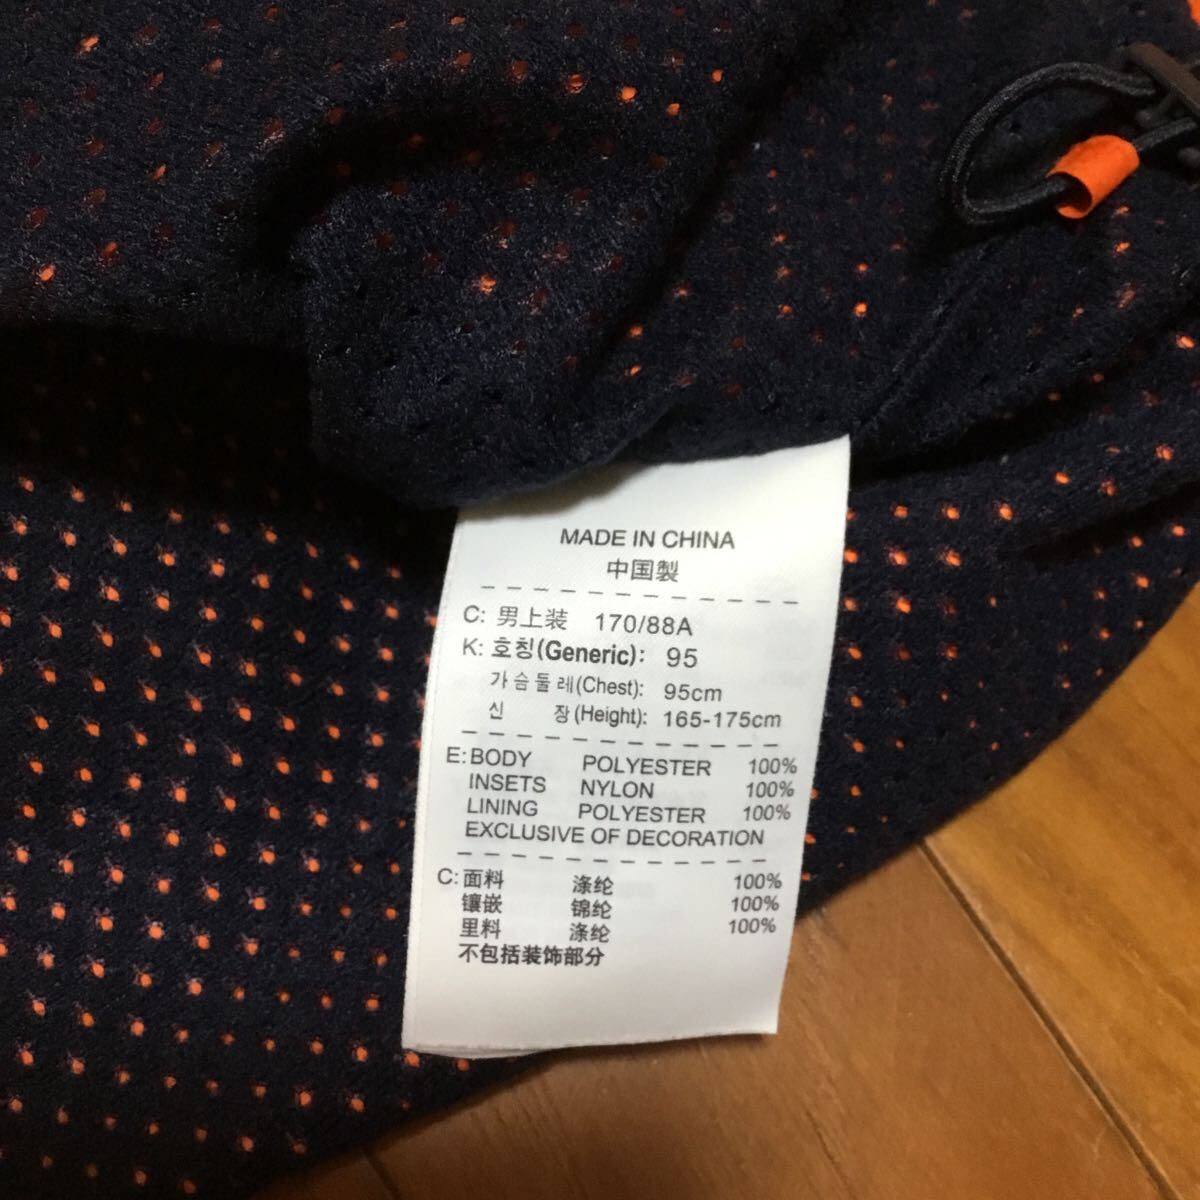 MADE IN CHINA
中国製
C: 男上装 170/88A
K: 호칭(Generic): 95
가슴둘레(Chest): 95cm
신 장(Height): 165-175cm
E: BODY POLYESTER 100%
INSETS NYLON 100%
LINING POLYESTER 100%
EXCLUSIVE OF DECORATION
C: 面料 涤纶 100%
镶嵌 锦纶 100%
里料 涤纶 100%
不包括装饰部分